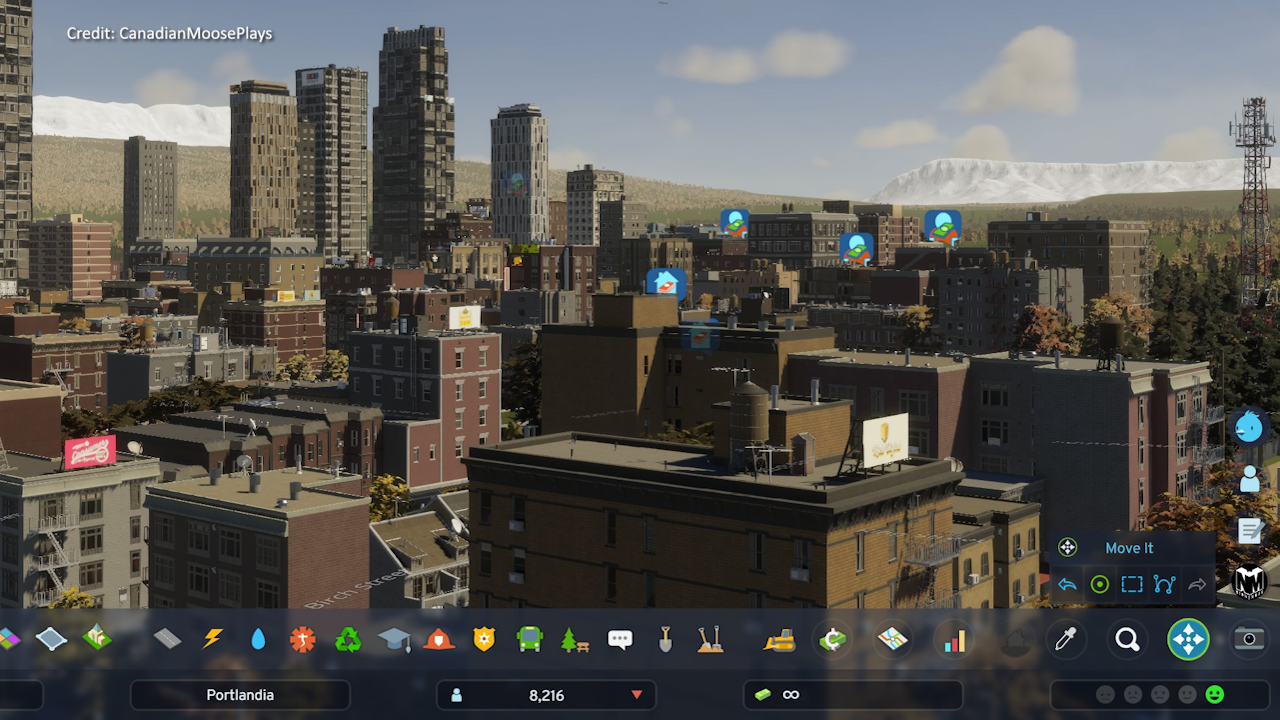 Credit: CanadianMoosePlays
Birch Street
Move It
Portlandia
8,216
∞